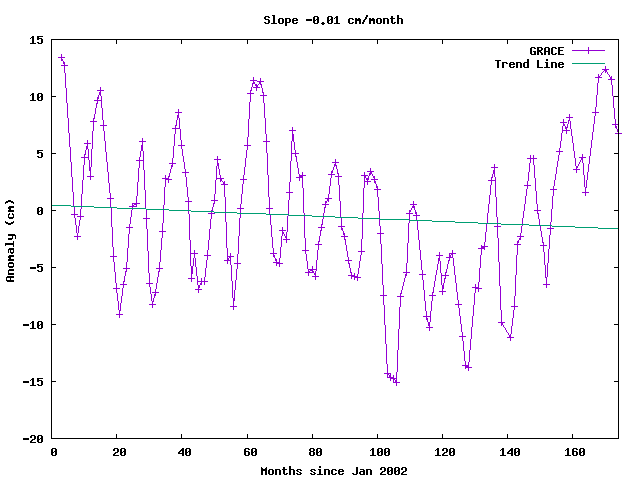 Slope -0.01 cm/month
GRACE
Trend Line
15
10
5
0
-5
-10
-15
-20
Anomaly (cm)
0 20 40 60 80 100 120 140 160
Months since Jan 2002